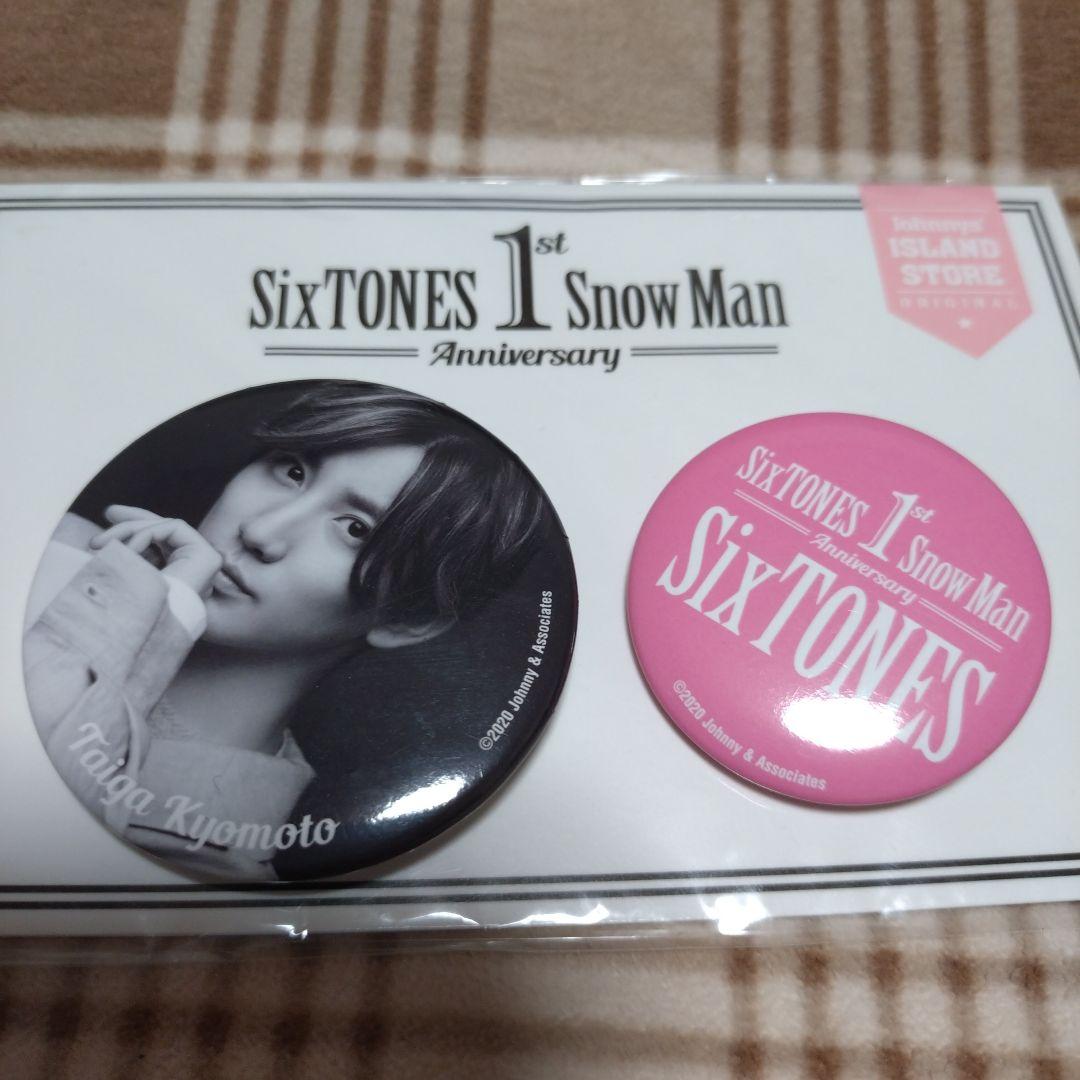 SixTONES 1st Snow Man
Anniversary
Johnnys'
ISLAND
STORE
ORIGINAL
Taiga Kyomoto
©2020 Johnny & Associates
SixTONES 1st Snow Man
Anniversary
SixTONES
©2020 Johnny & Associates